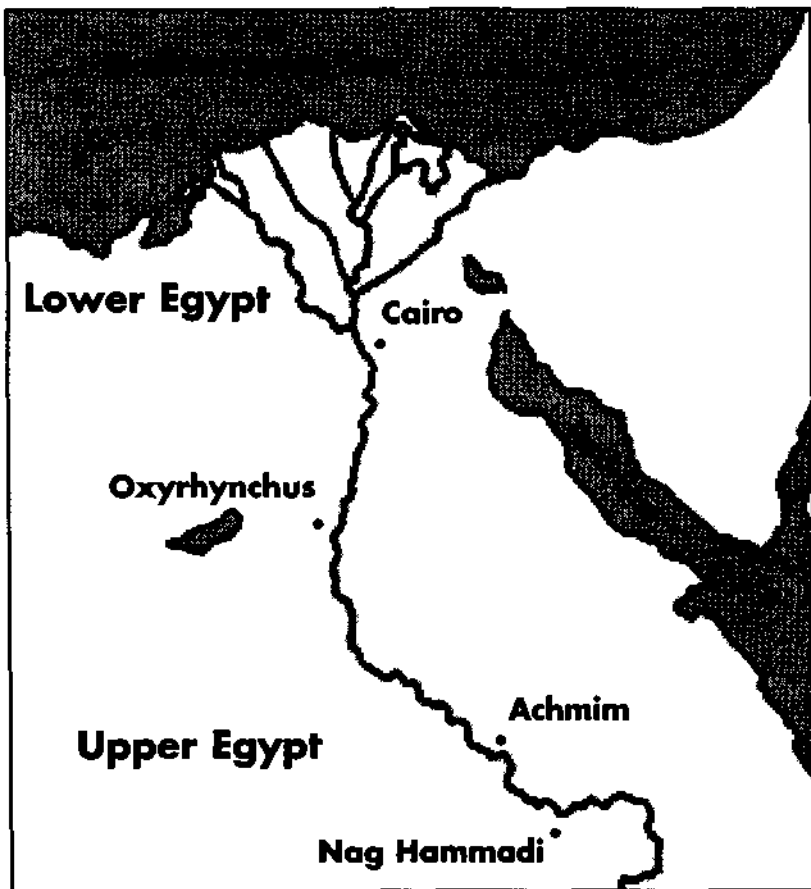 Lower Egypt
Cairo
Oxyrhynchus
Achmim
Upper Egypt
Nag Hammadi